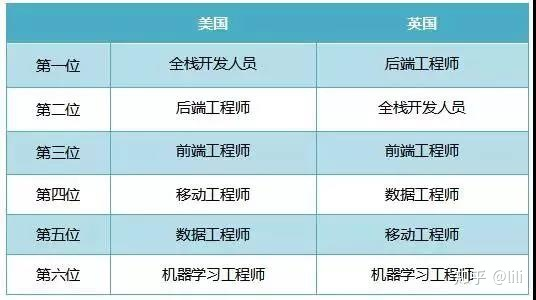 美国 英国
第一位 全栈开发人员 后端工程师
第二位 后端工程师 全栈开发人员
第三位 前端工程师 前端工程师
第四位 移动工程师 数据工程师
第五位 数据工程师 移动工程师
第六位 机器学习工程师 机器学习工程师
知乎 @lili